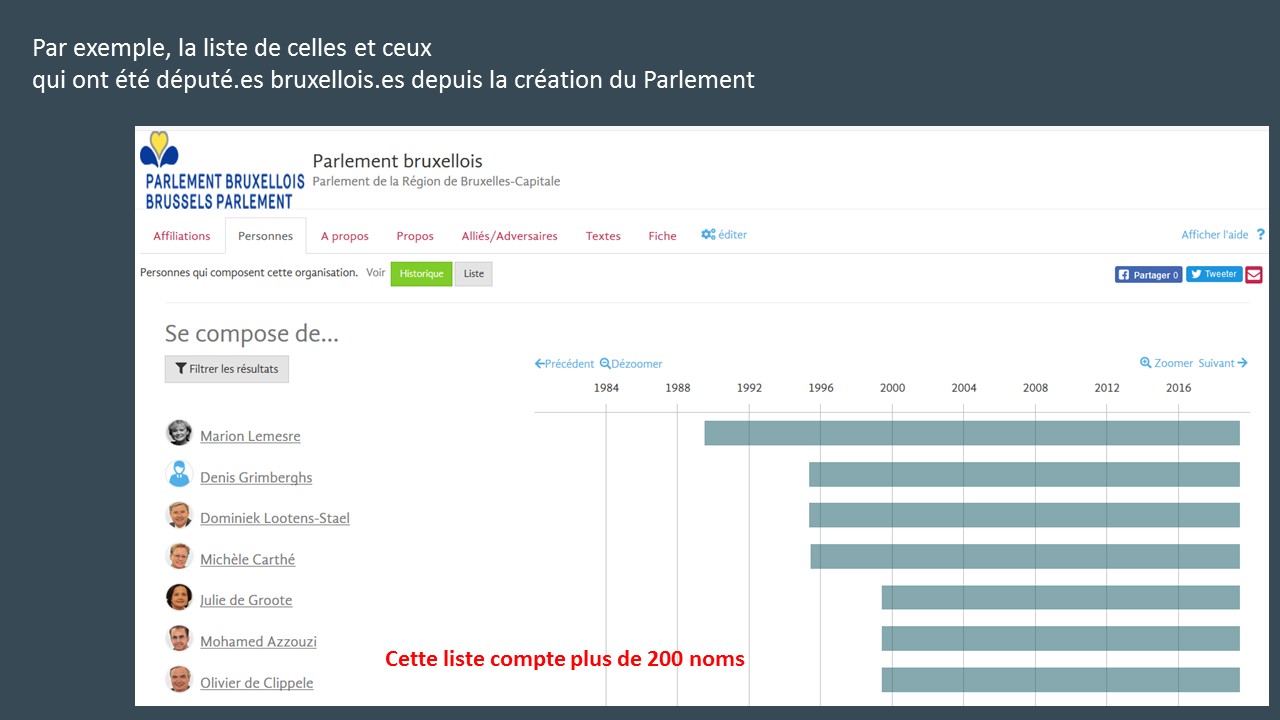 Par exemple, la liste de celles et ceux
qui ont été député.es bruxellois.es depuis la création du Parlement
PARLEMENT BRUXELLOIS
BRUSSELS PARLEMENT
Parlement bruxellois
Parlement de la Région de Bruxelles-Capitale
Affiliations Personnes A propos Propos Alliés/Adversaires Textes Fiche éditer Afficher l'aide ?
Personnes qui composent cette organisation. Voir Historique Liste Partager 0 Tweeter
Se compose de...
Filtrer les résultats
Précédent Dézoomer Zoomer Suivant
1984 1988 1992 1996 2000 2004 2008 2012 2016
Marion Lemesre
Denis Grimberghs
Dominiek Lootens-Stael
Michèle Carthé
Julie de Groote
Mohamed Azzouzi
Cette liste compte plus de 200 noms
Olivier de Clippele